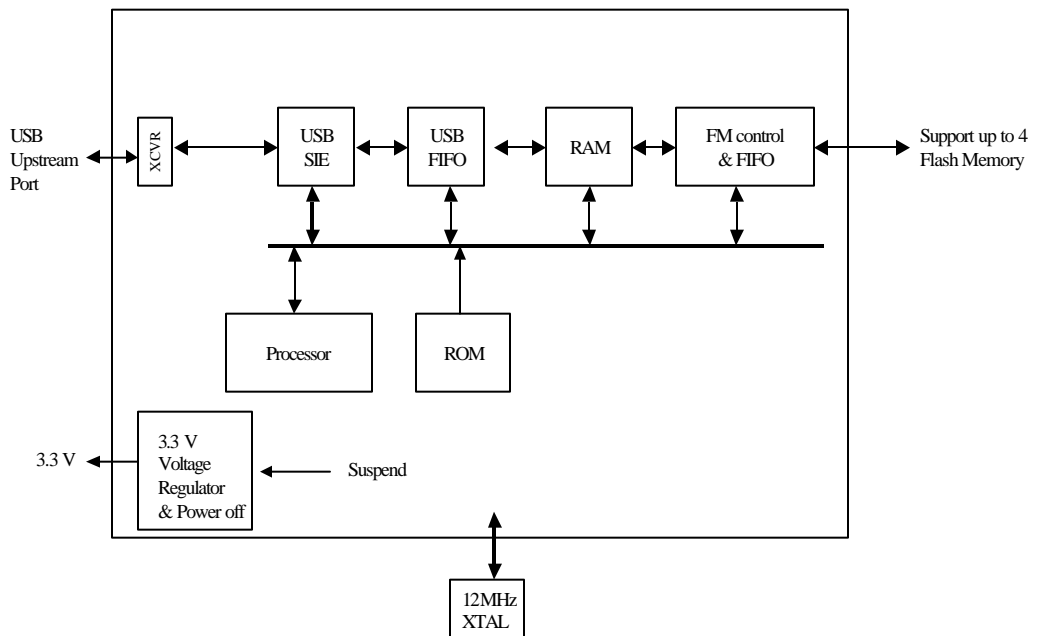 USB
Upstream
Port
XCVR
USB
SIE
USB
FIFO
RAM
FM control
& FIFO
Support up to 4
Flash Memory
Processor
ROM
3.3 V
3.3 V
Voltage
Regulator
& Power off
Suspend
12MHz
XTAL